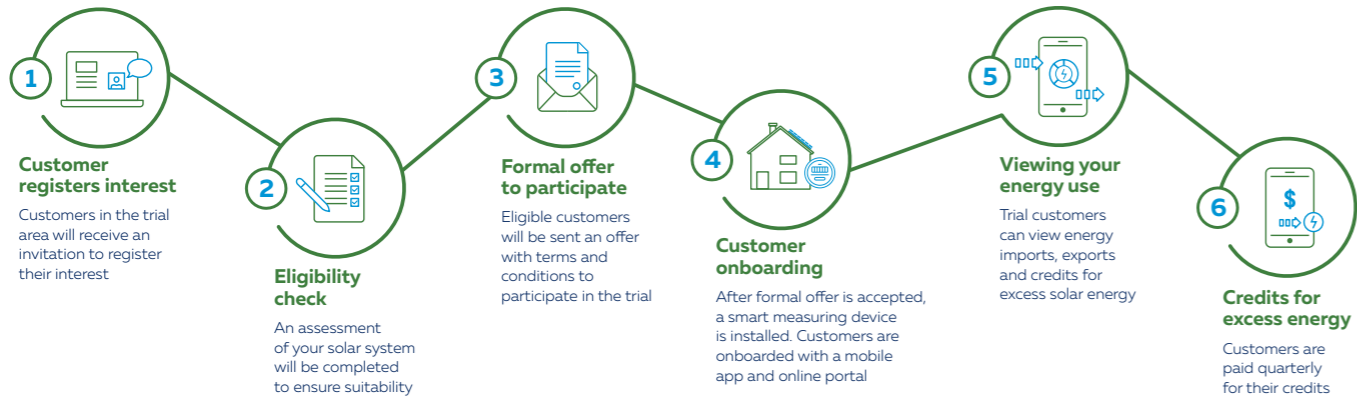 1
Customer
registers interest
Customers in the trial
area will receive an
invitation to register
their interest
2
Eligibility
check
An assessment
of your solar system
will be completed
to ensure suitability
3
Formal offer
to participate
Eligible customers
will be sent an offer
with terms and
conditions to
participate in the trial
4
Customer
onboarding
After formal offer is accepted,
a smart measuring device
is installed. Customers are
onboarded with a mobile
app and online portal
5
Viewing your
energy use
Trial customers
can view energy
imports, exports
and credits for
excess solar energy
6
$
Credits for
excess energy
Customers are
paid quarterly
for their credits